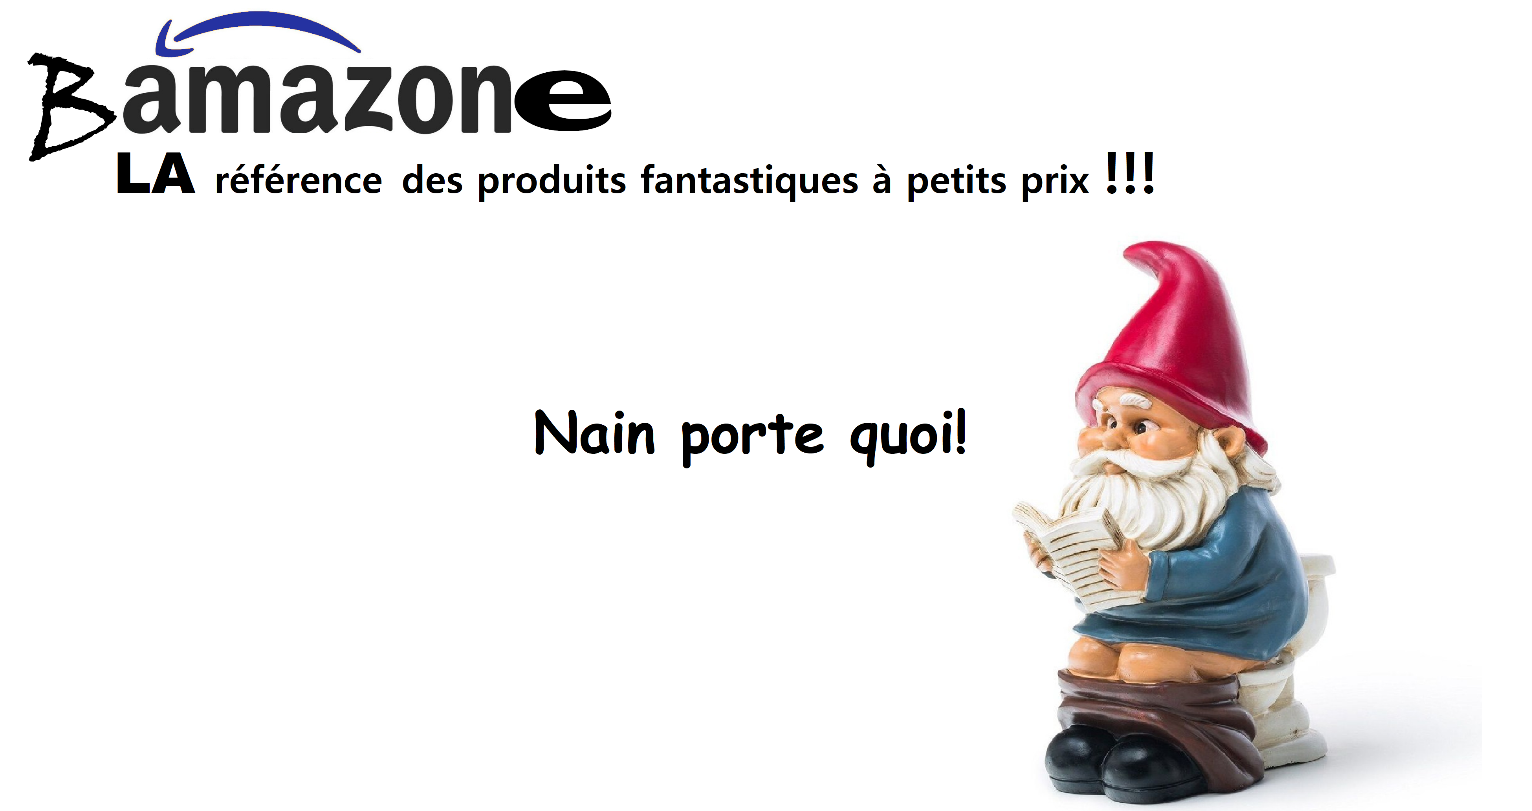 Bamazone
LA référence des produits fantastiques à petits prix !!!
Nain porte quoi!